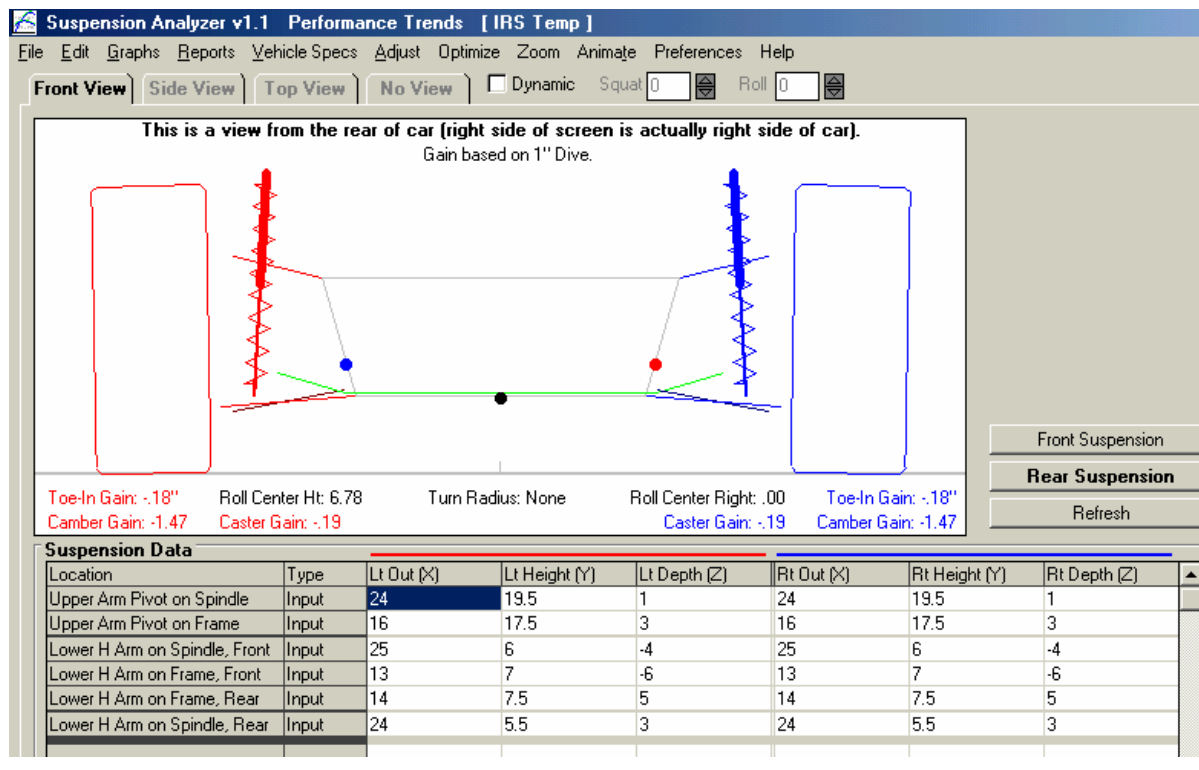 Suspension Analyzer v1.1 Performance Trends [ IRS Temp ]
File Edit Graphs Reports Vehicle Specs Adjust Optimize Zoom Animate Preferences Help
Front View Side View Top View No View Dynamic Squat 0 Roll 0
This is a view from the rear of car (right side of screen is actually right side of car).
Gain based on 1" Dive.
Front Suspension
Rear Suspension
Refresh
Toe-In Gain: -.18" Roll Center Ht: 6.78 Turn Radius: None Roll Center Right: .00 Toe-In Gain: -.18"
Camber Gain: -1.47 Caster Gain: -.19 Caster Gain: -.19 Camber Gain: -1.47
Suspension Data
Location Type Lt Out (X) Lt Height (Y) Lt Depth (Z) Rt Out (X) Rt Height (Y) Rt Depth (Z)
Upper Arm Pivot on Spindle Input 24 19.5 1 24 19.5 1
Upper Arm Pivot on Frame Input 16 17.5 3 16 17.5 3
Lower H Arm on Spindle, Front Input 25 6 -4 25 6 -4
Lower H Arm on Frame, Front Input 13 7 -6 13 7 -6
Lower H Arm on Frame, Rear Input 14 7.5 5 14 7.5 5
Lower H Arm on Spindle, Rear Input 24 5.5 3 24 5.5 3